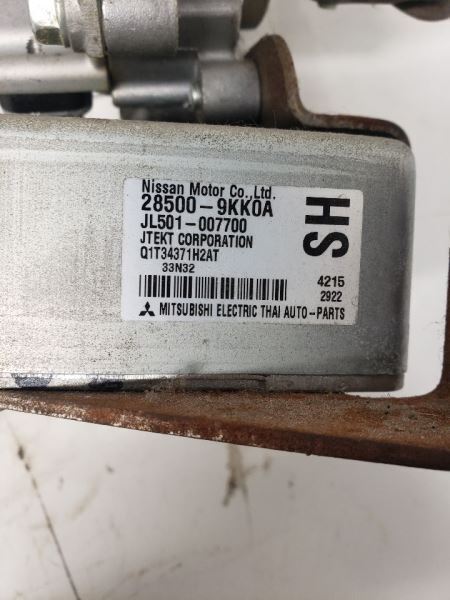 Nissan Motor Co.,Ltd.
28500-9KK0A
JL501-007700
JTEKT CORPORATION
Q1T34371H2AT
33N32
SH
4215
2922
MITSUBISHI ELECTRIC THAI AUTO-PARTS